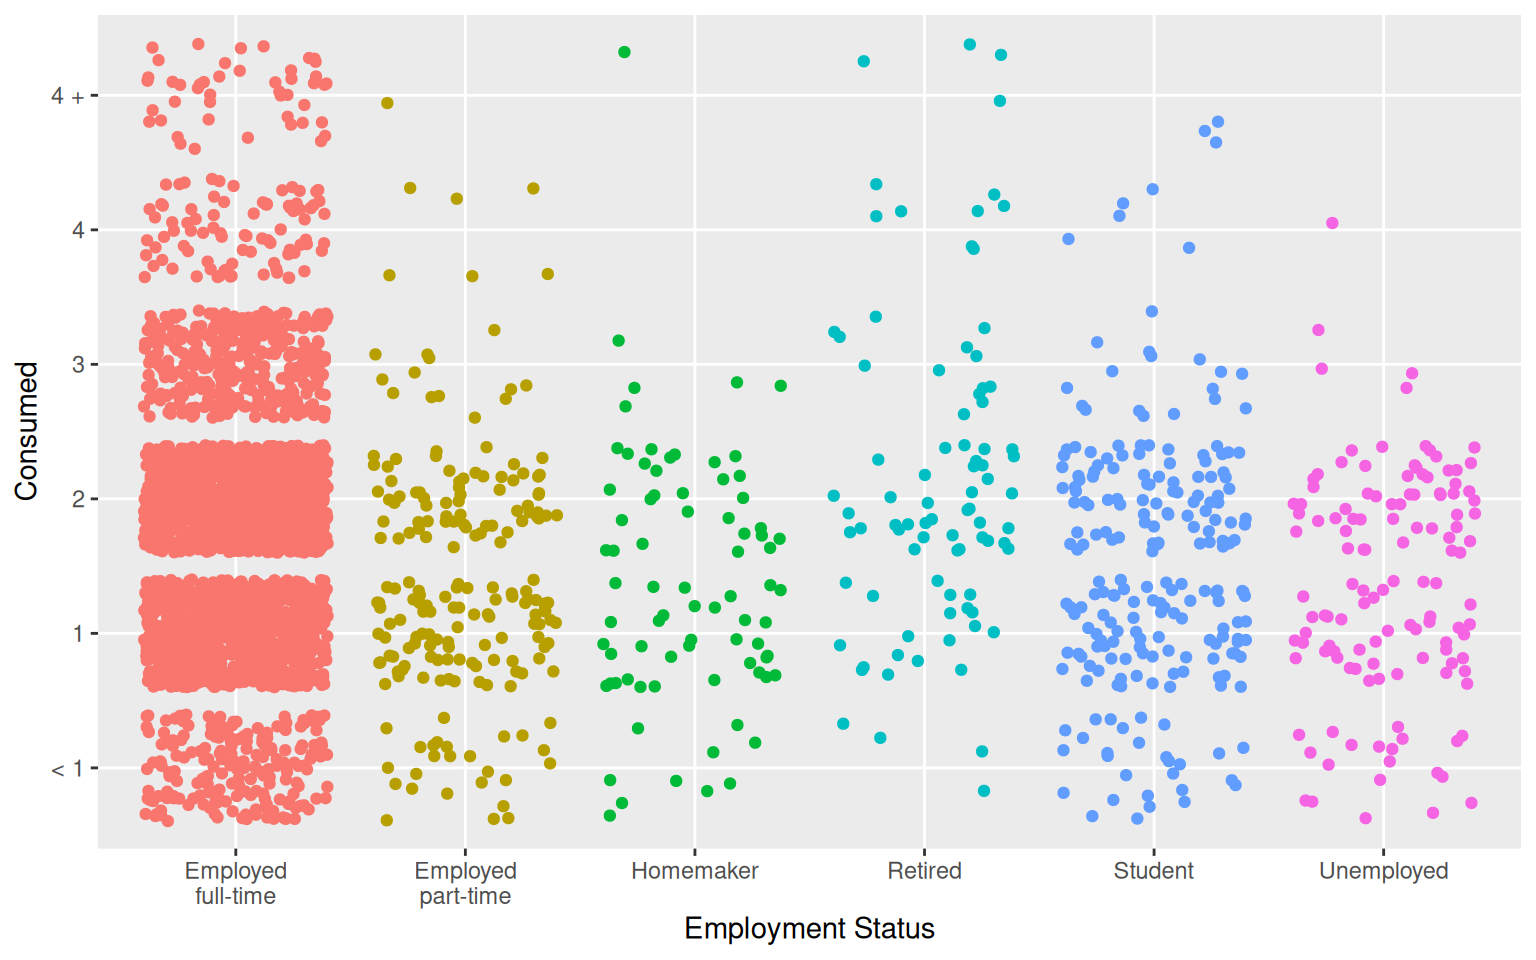 Consumed
4 +
4
3
2
1
< 1
Employed
full-time
Employed
part-time
Homemaker
Retired
Student
Unemployed
Employment Status